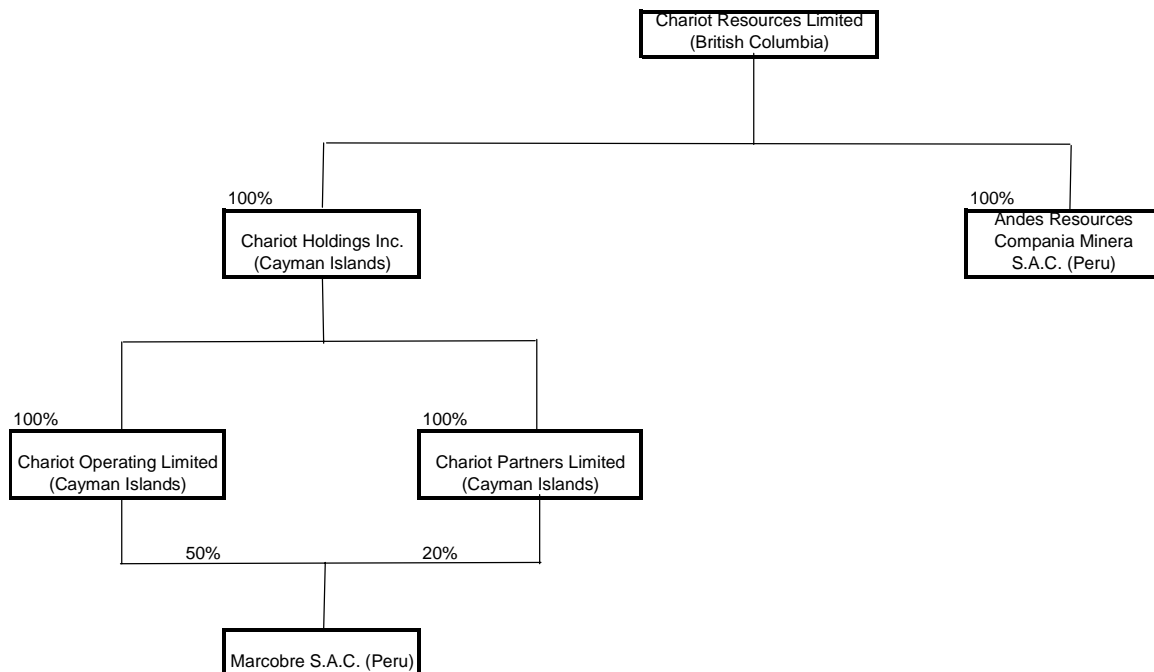 Chariot Resources Limited
(British Columbia)
100%
Chariot Holdings Inc.
(Cayman Islands)
100%
Andes Resources
Compania Minera
S.A.C. (Peru)
100%
Chariot Operating Limited
(Cayman Islands)
100%
Chariot Partners Limited
(Cayman Islands)
50%
20%
Marcobre S.A.C. (Peru)